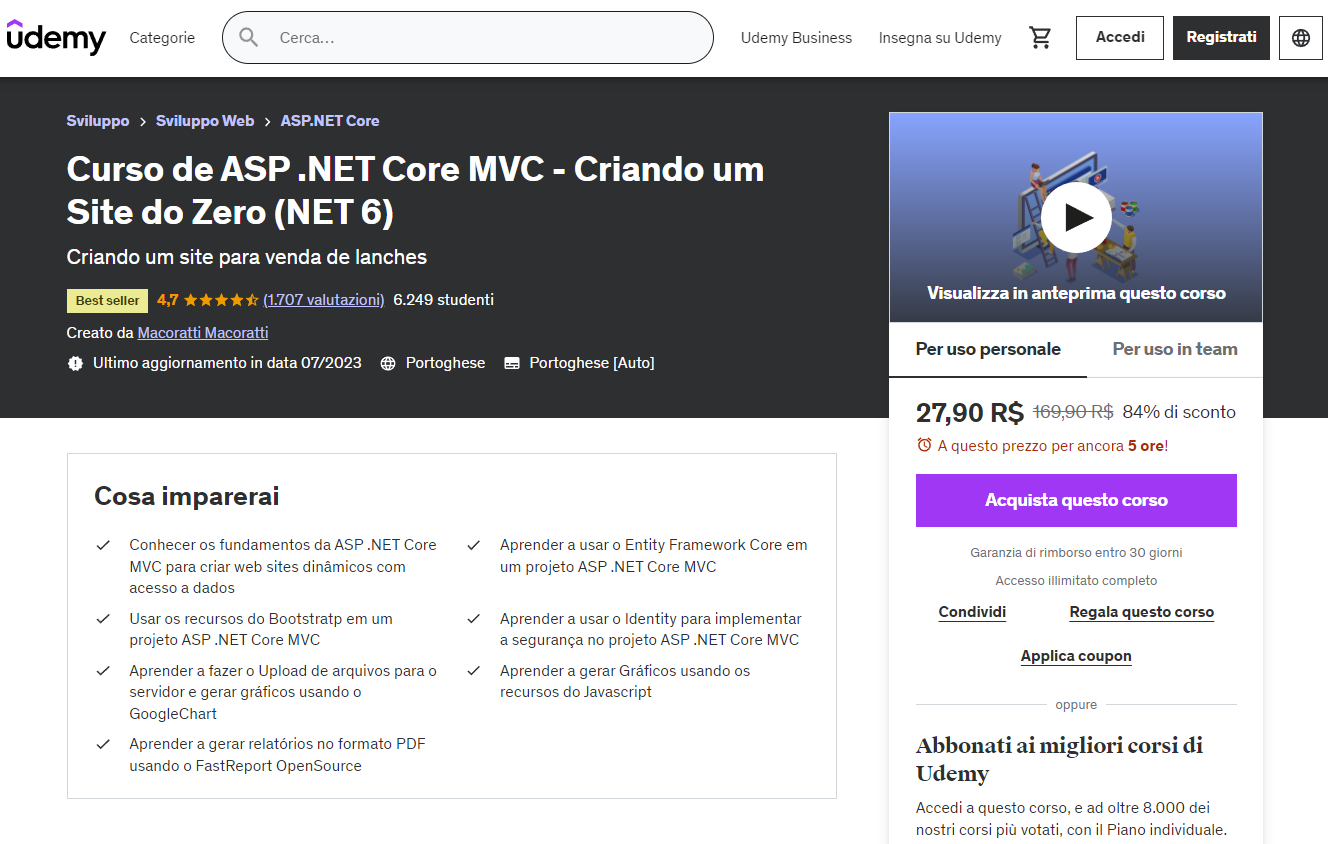 udemy
Categorie
Cerca...
Udemy Business
Insegna su Udemy
Accedi
Registrati
Sviluppo
Sviluppo Web
ASP.NET Core
Curso de ASP .NET Core MVC - Criando um
Site do Zero (NET 6)
Criando um site para venda de lanches
Best seller
4,7
(1.707 valutazioni)
6.249 studenti
Creato da Macoratti Macoratti
Ultimo aggiornamento in data 07/2023
Portoghese
Portoghese [Auto]
Visualizza in anteprima questo corso
Per uso personale
Per uso in team
27,90 R$ 169,90 R$ 84% di sconto
A questo prezzo per ancora 5 ore!
Acquista questo corso
Garanzia di rimborso entro 30 giorni
Accesso illimitato completo
Condividi
Regala questo corso
Applica coupon
oppure
Abbonati ai migliori corsi di
Udemy
Accedi a questo corso, e ad oltre 8.000 dei
nostri corsi più votati, con il Piano individuale.
Cosa imparerai
Conhecer os fundamentos da ASP .NET Core
MVC para criar web sites dinâmicos com
acesso a dados
Aprender a usar o Entity Framework Core em
um projeto ASP .NET Core MVC
Usar os recursos do Bootstratp em um
projeto ASP .NET Core MVC
Aprender a usar o Identity para implementar
a segurança no projeto ASP .NET Core MVC
Aprender a fazer o Upload de arquivos para o
servidor e gerar gráficos usando o
GoogleChart
Aprender a gerar Gráficos usando os
recursos do Javascript
Aprender a gerar relatórios no formato PDF
usando o FastReport OpenSource